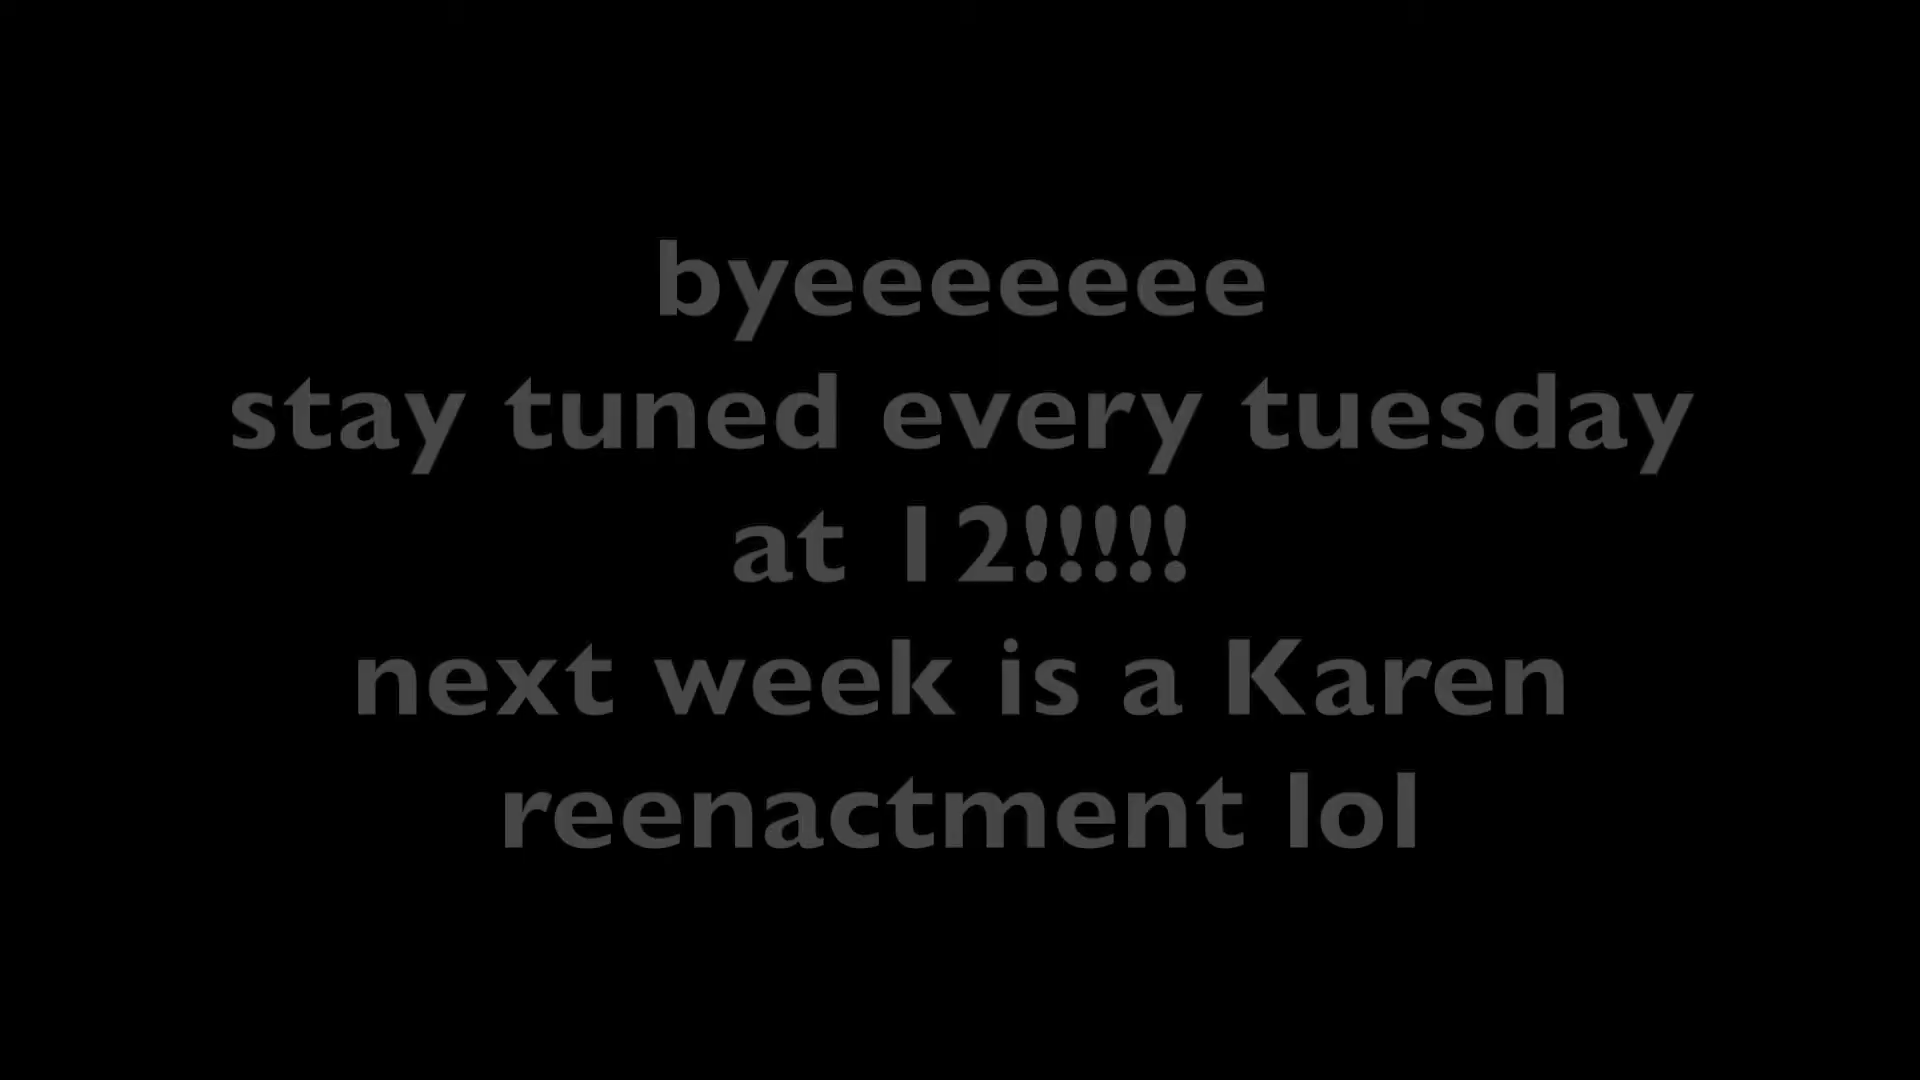 byeeeeeee
stay tuned every tuesday
at 12!!!!!
next week is a Karen
reenactment lol